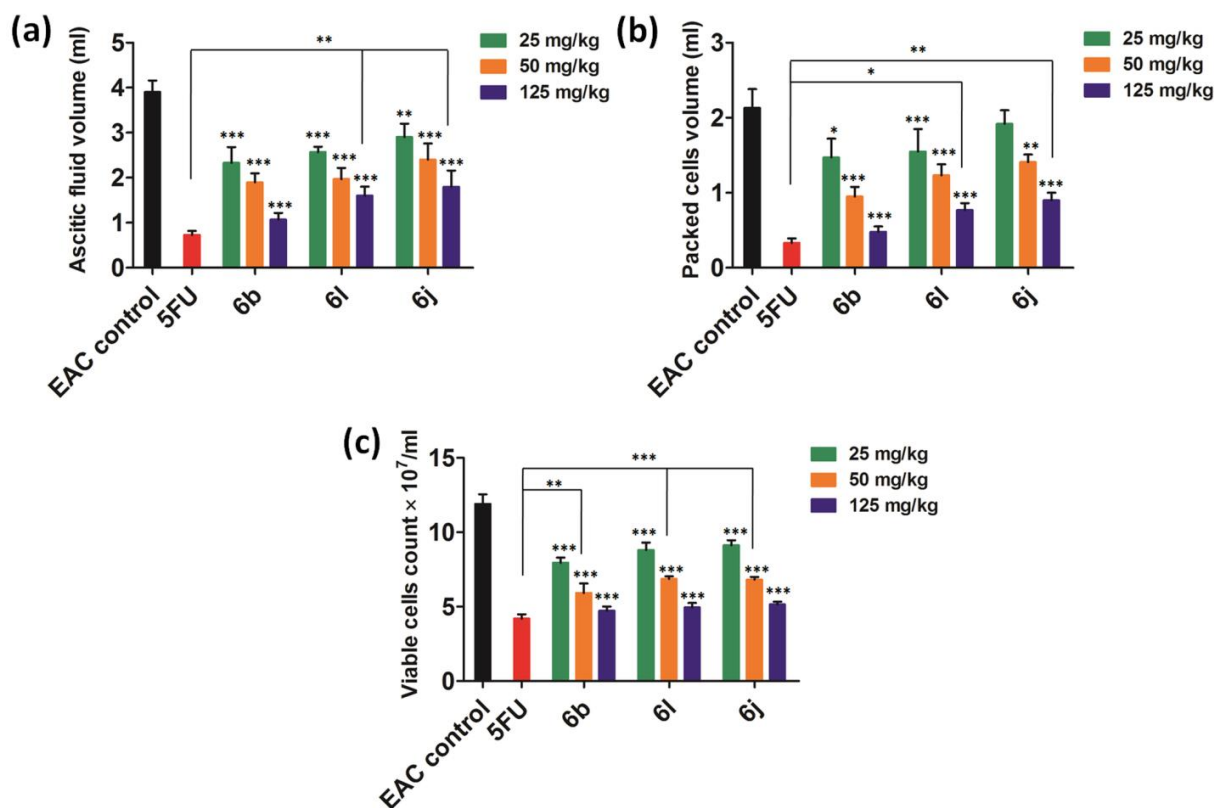 (a)
Ascitic fluid volume (ml)
5
4
3
2
1
0
**
*** *** ***
*** *** ***
** *** ***
EAC control 5FU 6b 6l 6j
25 mg/kg
50 mg/kg
125 mg/kg
(b)
Packed cells volume (ml)
3
2
1
0
**
*
* *** ***
*** *** ***
** ***
EAC control 5FU 6b 6l 6j
25 mg/kg
50 mg/kg
125 mg/kg
(c)
Viable cells count × 10⁷/ml
15
10
5
0
***
**
*** *** ***
*** *** ***
*** *** ***
EAC control 5FU 6b 6l 6j
25 mg/kg
50 mg/kg
125 mg/kg